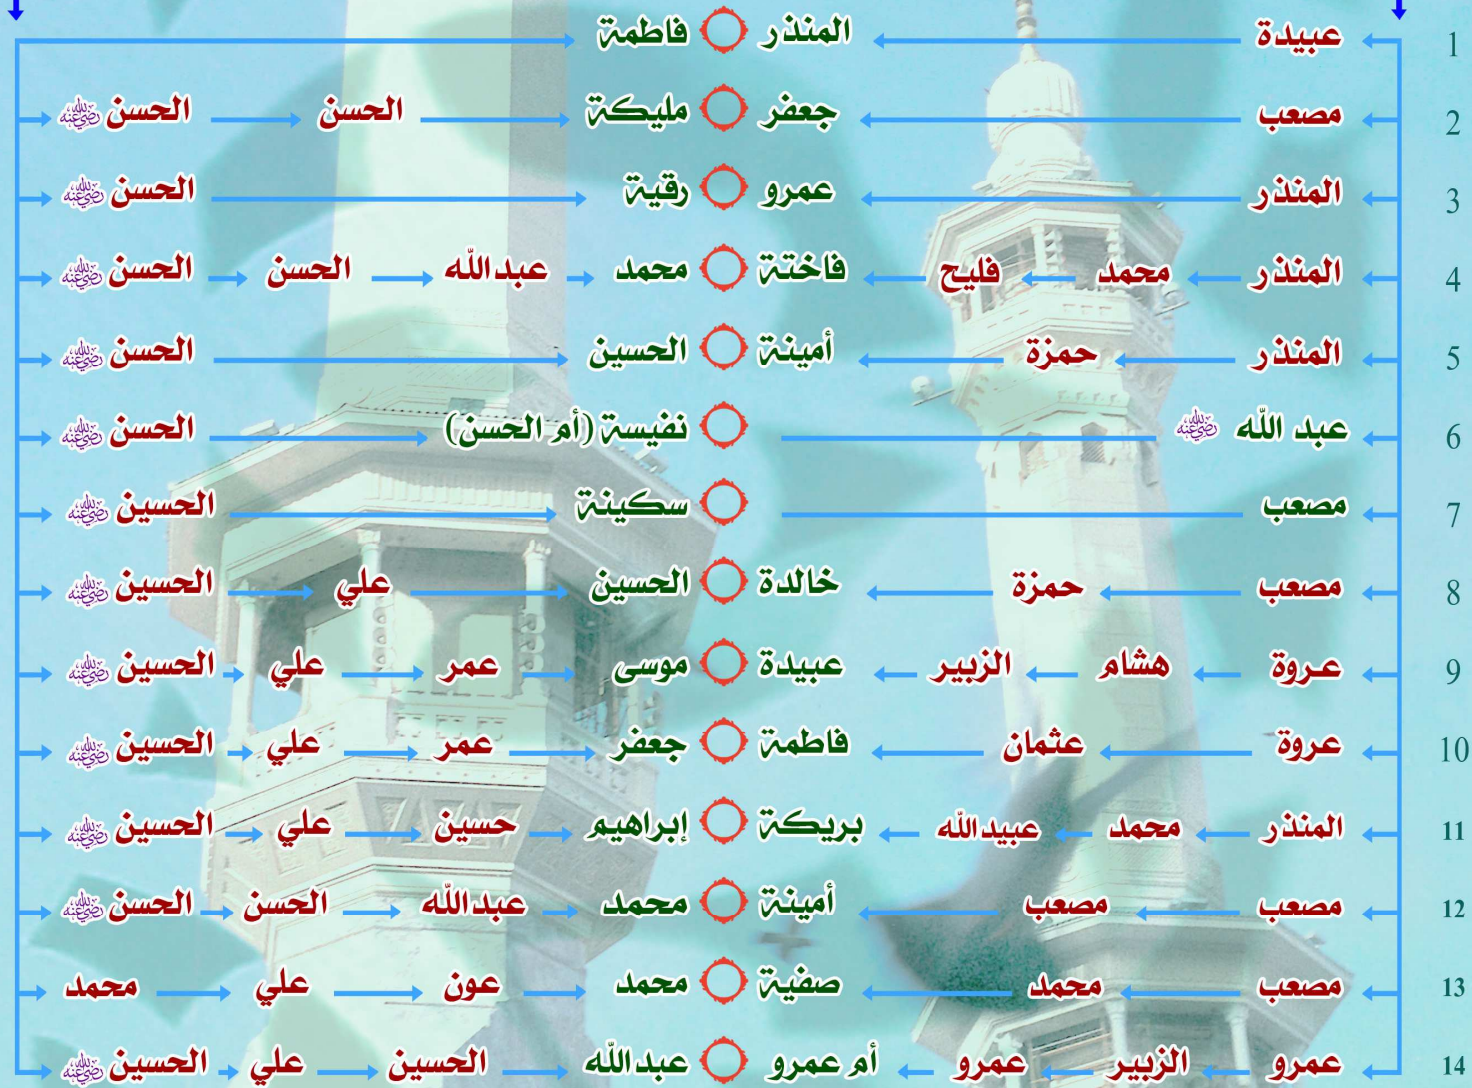 1 عبيدة المنذر فاطمة
2 مصعب جعفر مليكة الحسن الحسن رضي الله عنه
3 المنذر عمرو رقية الحسن رضي الله عنه
4 المنذر محمد فليح فاختة محمد عبدالله الحسن الحسن رضي الله عنه
5 المنذر حمزة أمينة الحسين الحسن رضي الله عنه
6 عبد الله رضي الله عنه نفيسة (أم الحسن) الحسن رضي الله عنه
7 مصعب سكينة الحسين رضي الله عنه
8 مصعب حمزة خالدة الحسين علي الحسين رضي الله عنه
9 عروة هشام الزبير عبيدة موسى عمر علي الحسين رضي الله عنه
10 عروة عثمان فاطمة جعفر عمر علي الحسين رضي الله عنه
11 المنذر محمد عبيدالله بريكة إبراهيم حسين علي الحسين رضي الله عنه
12 مصعب مصعب أمينة محمد عبدالله الحسن الحسن رضي الله عنه
13 مصعب محمد صفية محمد عون علي محمد
14 عمرو الزبير عمرو أم عمرو عبدالله الحسين علي الحسين رضي الله عنه